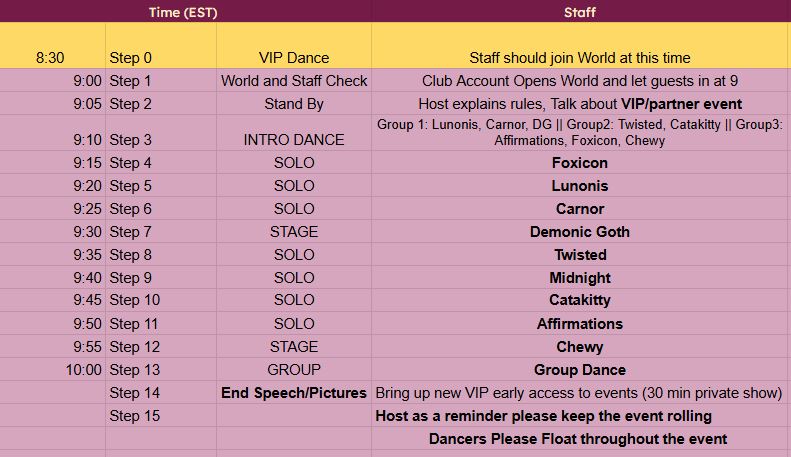 Time (EST) Staff
8:30 Step 0 VIP Dance Staff should join World at this time
9:00 Step 1 World and Staff Check Club Account Opens World and let guests in at 9
9:05 Step 2 Stand By Host explains rules, Talk about VIP/partner event
9:10 Step 3 INTRO DANCE Group 1: Lunonis, Carnor, DG || Group2: Twisted, Catakitty || Group3:
Affirmations, Foxicon, Chewy
9:15 Step 4 SOLO Foxicon
9:20 Step 5 SOLO Lunonis
9:25 Step 6 SOLO Carnor
9:30 Step 7 STAGE Demonic Goth
9:35 Step 8 SOLO Twisted
9:40 Step 9 SOLO Midnight
9:45 Step 10 SOLO Catakitty
9:50 Step 11 SOLO Affirmations
9:55 Step 12 STAGE Chewy
10:00 Step 13 GROUP Group Dance
Step 14 End Speech/Pictures Bring up new VIP early access to events (30 min private show)
Step 15 Host as a reminder please keep the event rolling
Dancers Please Float throughout the event